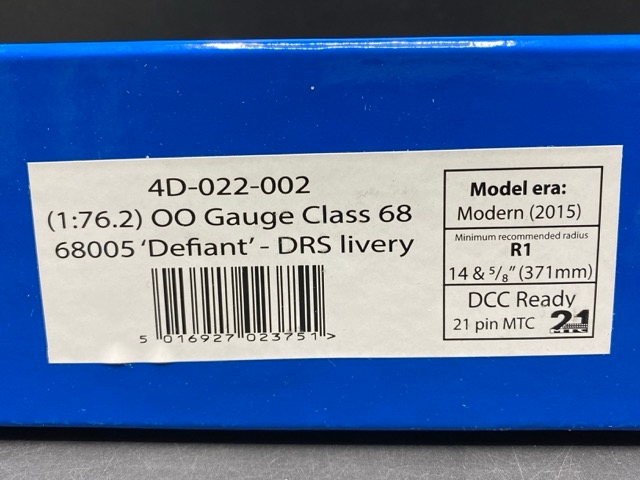 4D-022-002
(1:76.2) OO Gauge Class 68
68005 ‘Defiant’ - DRS livery
5 016927 023751 >
Model era:
Modern (2015)
Minimum recommended radius
R1
14 & 5/8” (371mm)
DCC Ready
21 pin MTC 21
MTC